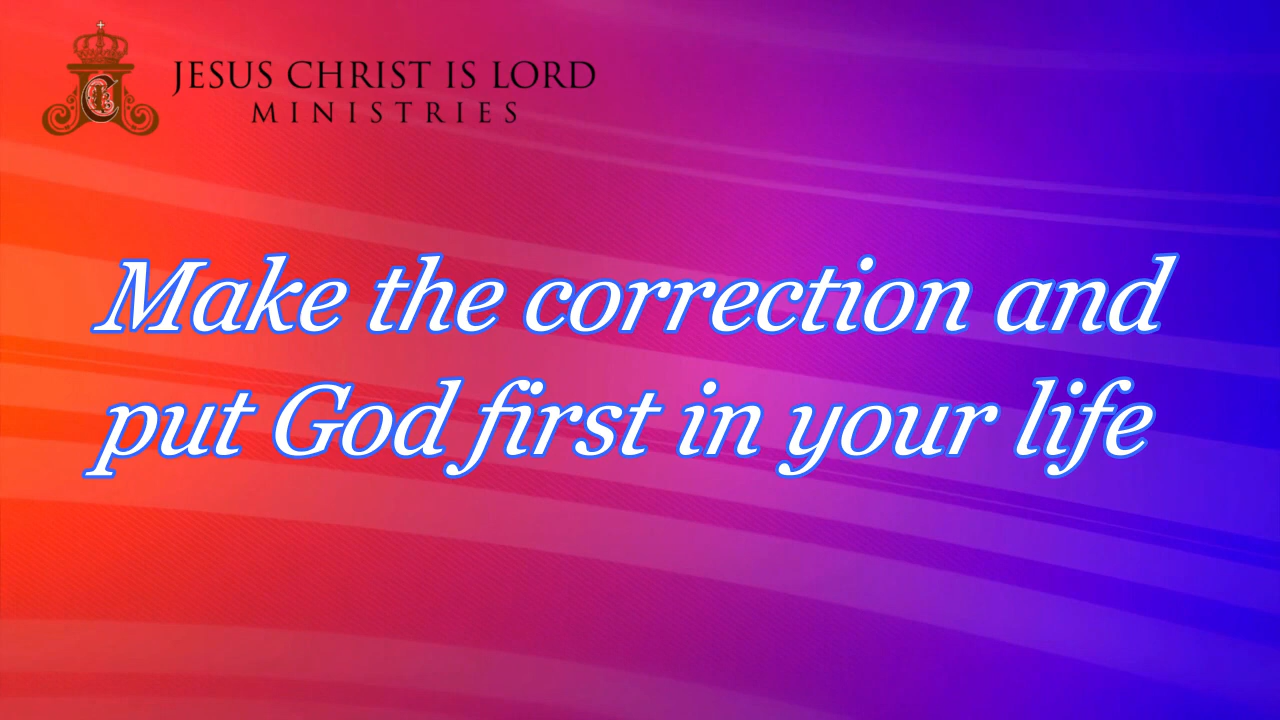 JESUS CHRIST IS LORD
MINISTRIES
Make the correction and
put God first in your life